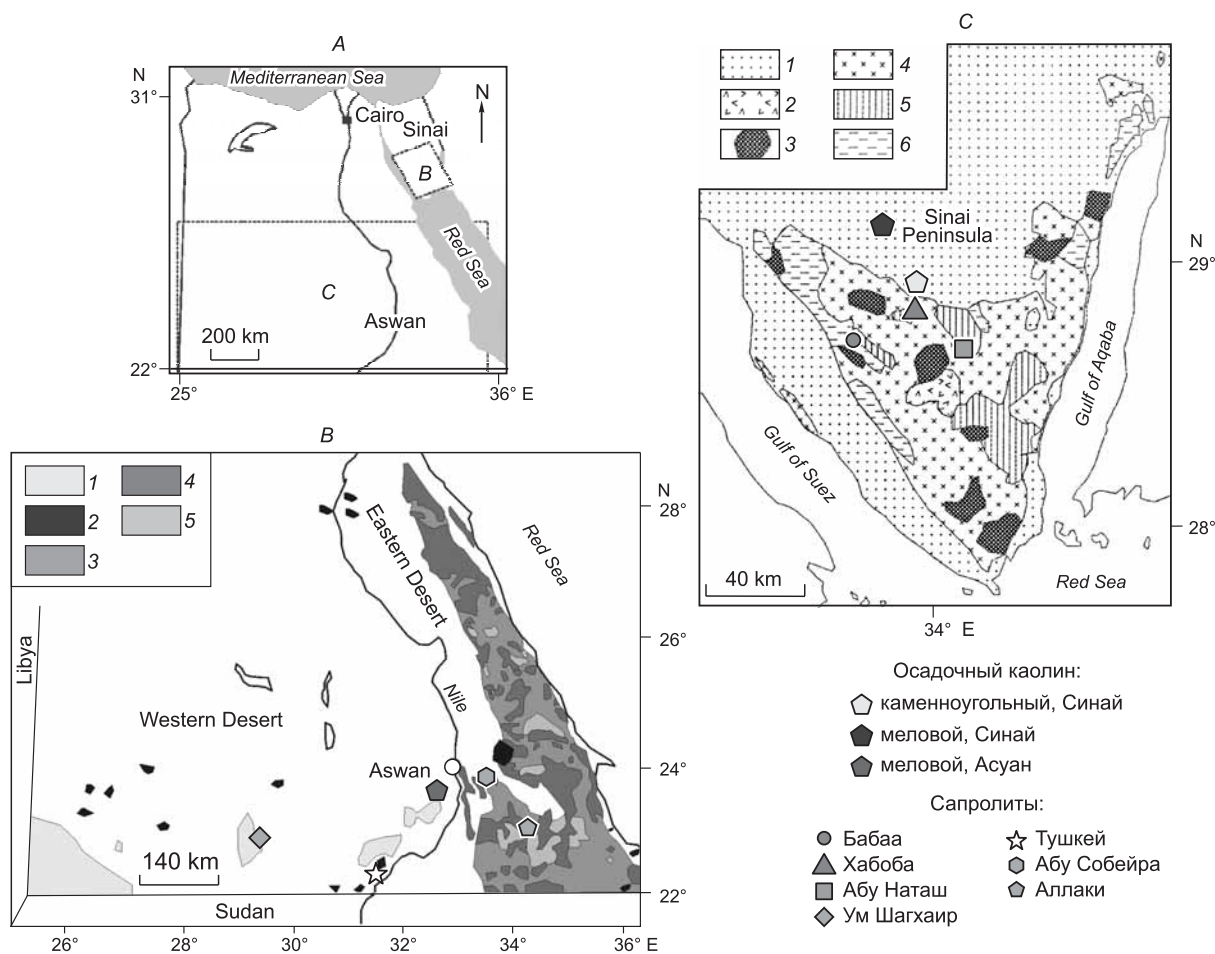 A
N
31°
22°
25°
36° E
Mediterranean Sea
N
Cairo
Sinai
B
Red Sea
C
Aswan
200 km
C
1
4
2
5
3
6
Sinai
Peninsula
N
29°
28°
Gulf of Aqaba
Gulf of Suez
40 km
Red Sea
34° E
B
1
4
2
5
3
N
28°
26°
24°
22°
Eastern Desert
Red Sea
Libya
Nile
Western Desert
Aswan
140 km
Sudan
26°
28°
30°
32°
34°
36° E
Осадочный каолин:
каменноугольный, Синай
меловой, Синай
меловой, Асуан
Сапролиты:
Бабаа
Тушкей
Хабоба
Абу Собейра
Абу Наташ
Аллаки
Ум Шагхаир